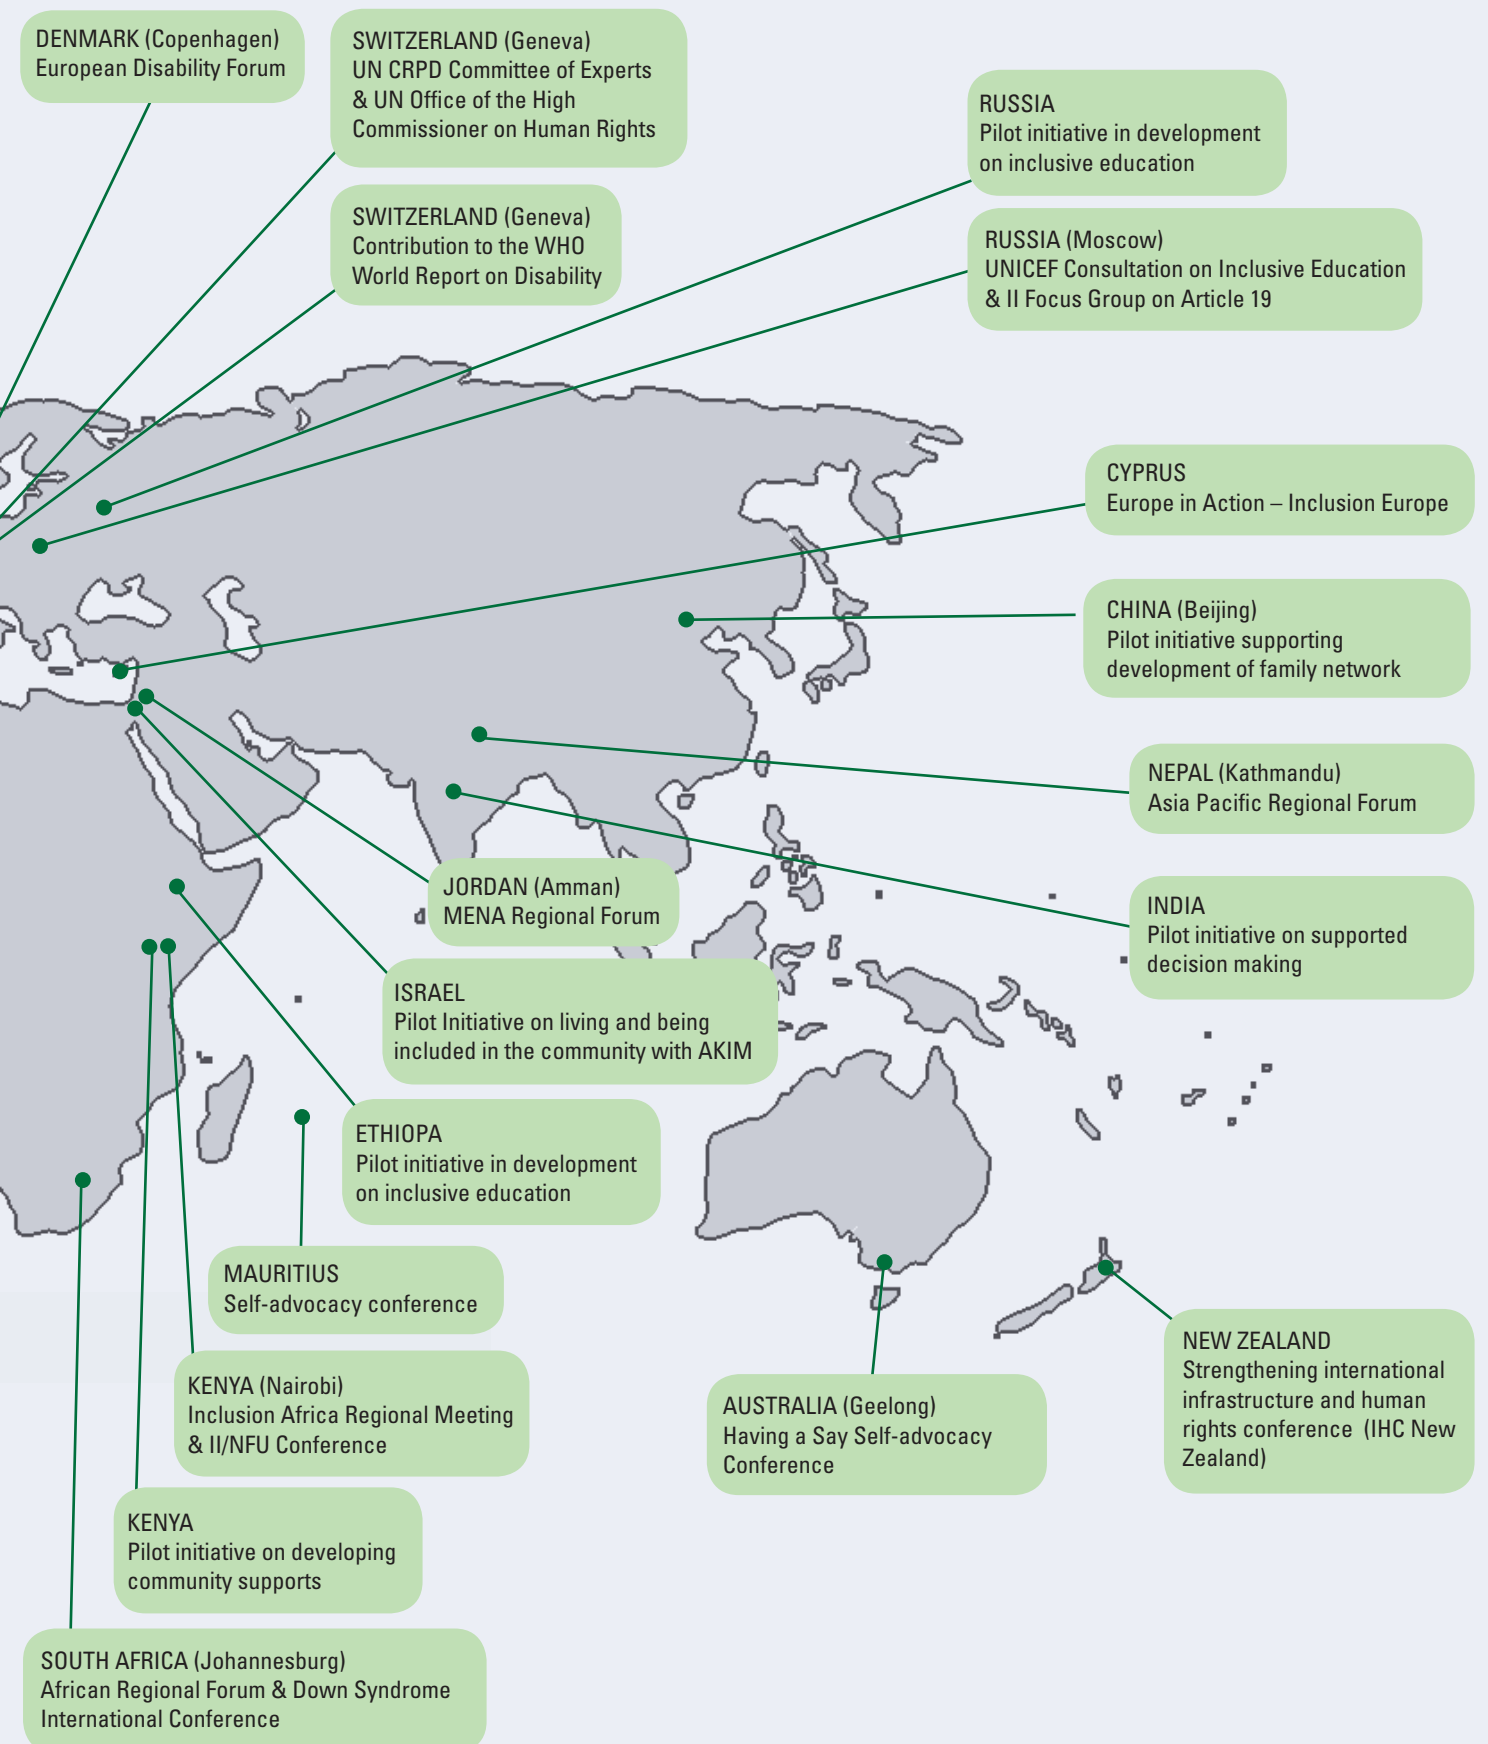 DENMARK (Copenhagen)
European Disability Forum
SWITZERLAND (Geneva)
UN CRPD Committee of Experts
& UN Office of the High
Commissioner on Human Rights
SWITZERLAND (Geneva)
Contribution to the WHO
World Report on Disability
RUSSIA
Pilot initiative in development
on inclusive education
RUSSIA (Moscow)
UNICEF Consultation on Inclusive Education
& II Focus Group on Article 19
CYPRUS
Europe in Action – Inclusion Europe
CHINA (Beijing)
Pilot initiative supporting
development of family network
NEPAL (Kathmandu)
Asia Pacific Regional Forum
INDIA
Pilot initiative on supported
decision making
JORDAN (Amman)
MENA Regional Forum
ISRAEL
Pilot Initiative on living and being
included in the community with AKIM
ETHIOPA
Pilot initiative in development
on inclusive education
MAURITIUS
Self-advocacy conference
KENYA (Nairobi)
Inclusion Africa Regional Meeting
& II/NFU Conference
KENYA
Pilot initiative on developing
community supports
SOUTH AFRICA (Johannesburg)
African Regional Forum & Down Syndrome
International Conference
AUSTRALIA (Geelong)
Having a Say Self-advocacy
Conference
NEW ZEALAND
Strengthening international
infrastructure and human
rights conference (IHC New
Zealand)